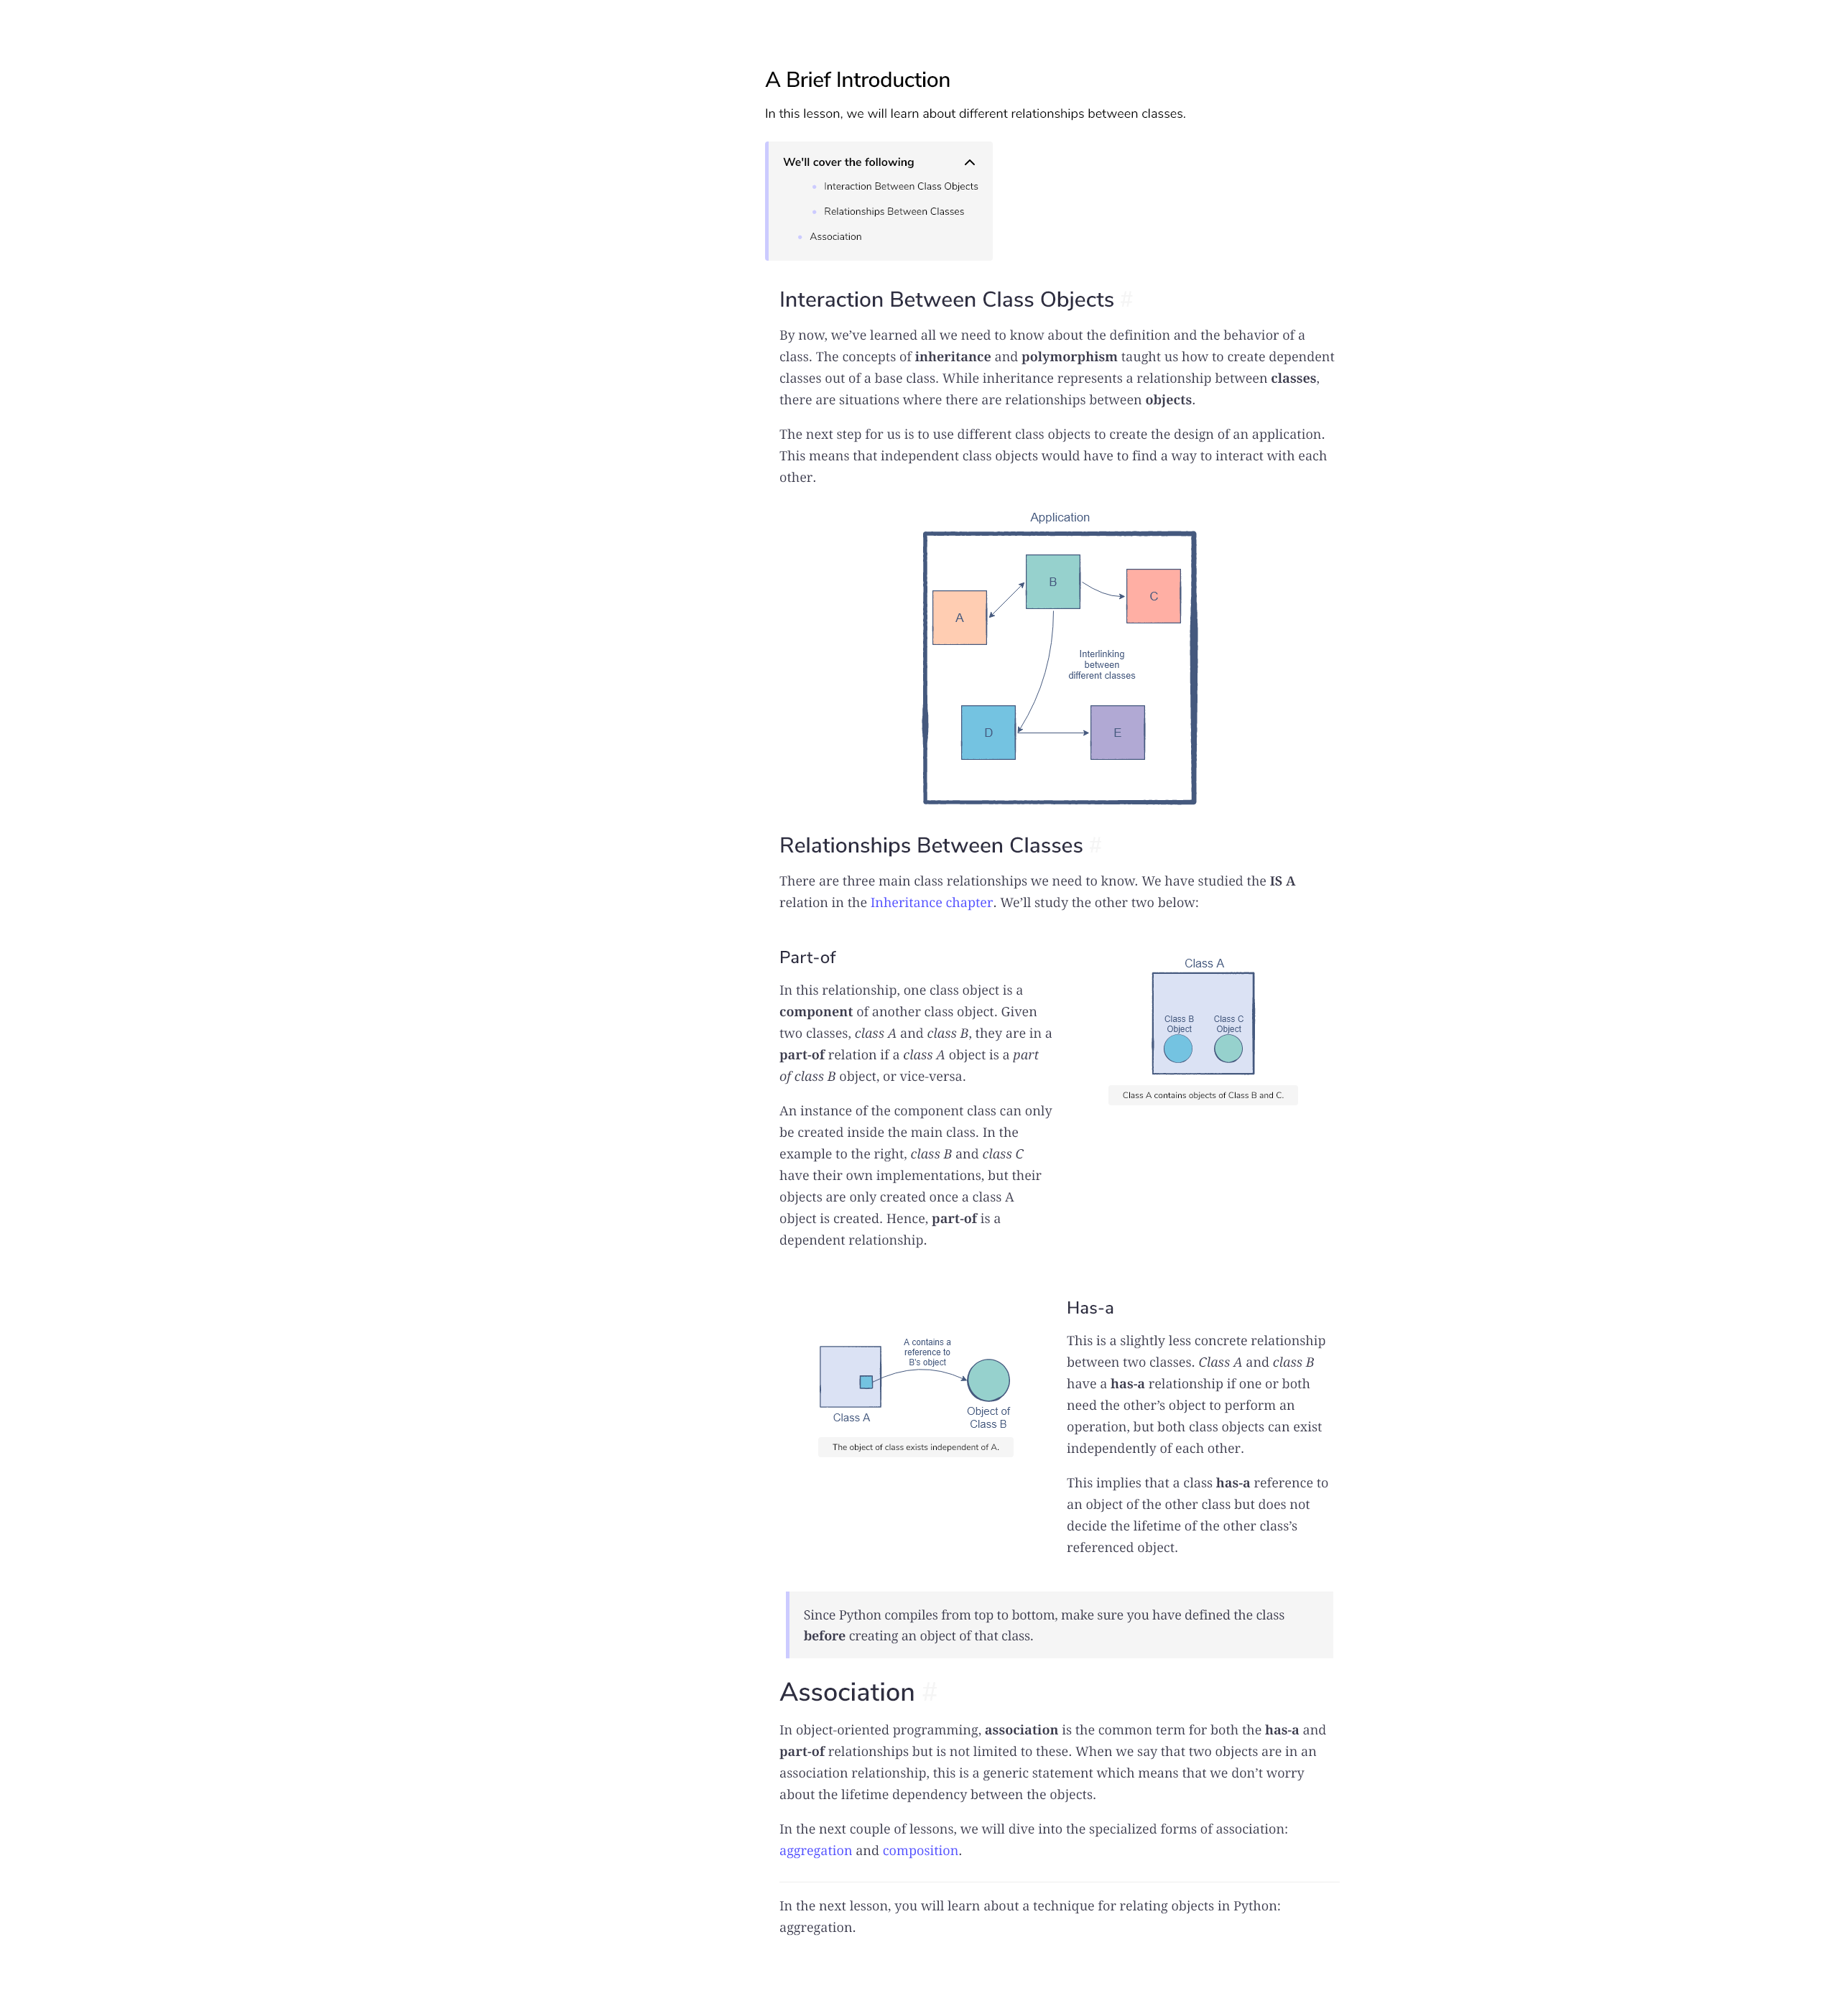 A Brief Introduction
In this lesson, we will learn about different relationships between classes.
We'll cover the following
Interaction Between Class Objects
Relationships Between Classes
Association
Interaction Between Class Objects #
By now, we’ve learned all we need to know about the definition and the behavior of a
class. The concepts of inheritance and polymorphism taught us how to create dependent
classes out of a base class. While inheritance represents a relationship between classes,
there are situations where there are relationships between objects.
The next step for us is to use different class objects to create the design of an application.
This means that independent class objects would have to find a way to interact with each
other.
Application
B
C
A
Interlinking
between
different classes
D
E
Relationships Between Classes #
There are three main class relationships we need to know. We have studied the IS A
relation in the Inheritance chapter. We’ll study the other two below:
Part-of
In this relationship, one class object is a
component of another class object. Given
two classes, class A and class B, they are in a
part-of relation if a class A object is a part
of class B object, or vice-versa.
An instance of the component class can only
be created inside the main class. In the
example to the right, class B and class C
have their own implementations, but their
objects are only created once a class A
object is created. Hence, part-of is a
dependent relationship.
Class A
Class B
Object
Class C
Object
Class A contains objects of Class B and C.
A contains a
reference to
B's object
Class A
Object of
Class B
The object of class exists independent of A.
Has-a
This is a slightly less concrete relationship
between two classes. Class A and class B
have a has-a relationship if one or both
need the other’s object to perform an
operation, but both class objects can exist
independently of each other.
This implies that a class has-a reference to
an object of the other class but does not
decide the lifetime of the other class’s
referenced object.
Since Python compiles from top to bottom, make sure you have defined the class
before creating an object of that class.
Association #
In object-oriented programming, association is the common term for both the has-a and
part-of relationships but is not limited to these. When we say that two objects are in an
association relationship, this is a generic statement which means that we don’t worry
about the lifetime dependency between the objects.
In the next couple of lessons, we will dive into the specialized forms of association:
aggregation and composition.
In the next lesson, you will learn about a technique for relating objects in Python:
aggregation.